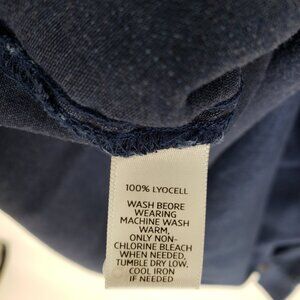 100% LYOCELL
WASH BEORE
WEARING
MACHINE WASH
WARM,
ONLY NON-
CHLORINE BLEACH
WHEN NEEDED,
TUMBLE DRY LOW.
COOL IRON
IF NEEDED